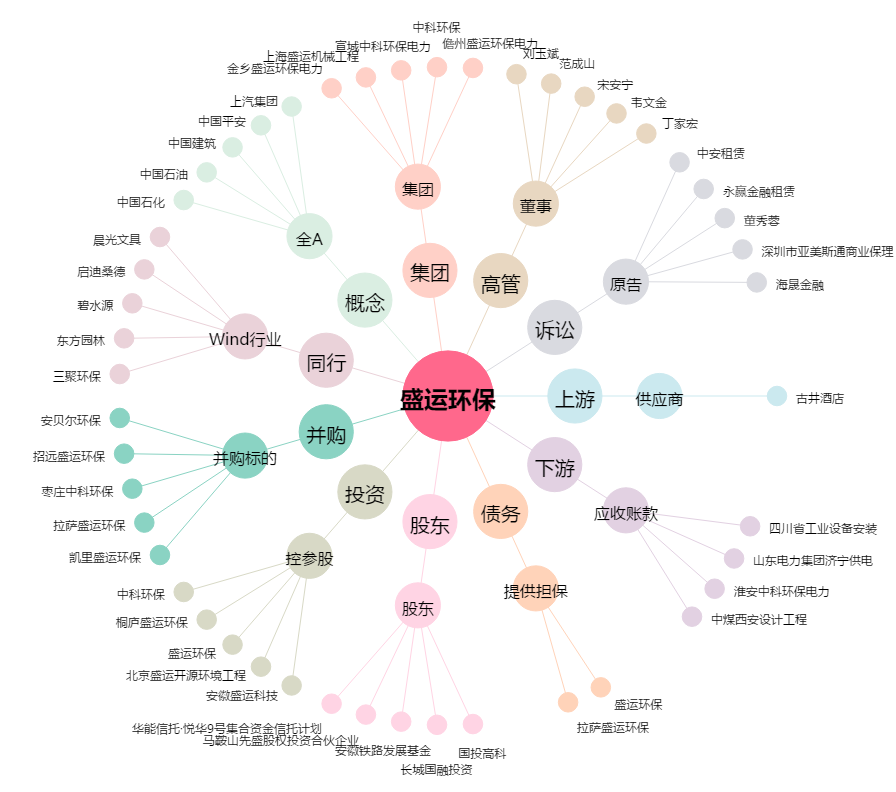 中科环保
宣城中科环保电力
儋州盛运环保电力
上海盛运机械工程
金乡盛运环保电力
刘玉斌
范成山
宋安宁
韦文金
丁家宏
上汽集团
中国平安
中国建筑
中国石油
中国石化
集团
集团
董事
高管
中安租赁
永赢金融租赁
董秀蓉
深圳市亚美斯通商业保理
海晟金融
原告
诉讼
全A
概念
晨光文具
启迪桑德
碧水源
东方园林
三聚环保
Wind行业
同行
盛运环保
上游
供应商
古井酒店
安贝尔环保
招远盛运环保
枣庄中科环保
拉萨盛运环保
凯里盛运环保
并购标的
并购
下游
应收账款
四川省工业设备安装
山东电力集团济宁供电
淮安中科环保电力
中煤西安设计工程
投资
控参股
中科环保
桐庐盛运环保
盛运环保
北京盛运开源环境工程
安徽盛运科技
股东
股东
华能信托·悦华9号集合资金信托计划
马鞍山先盛股权投资合伙企业
安徽铁路发展基金
长城国融投资
国投高科
债务
提供担保
盛运环保
拉萨盛运环保